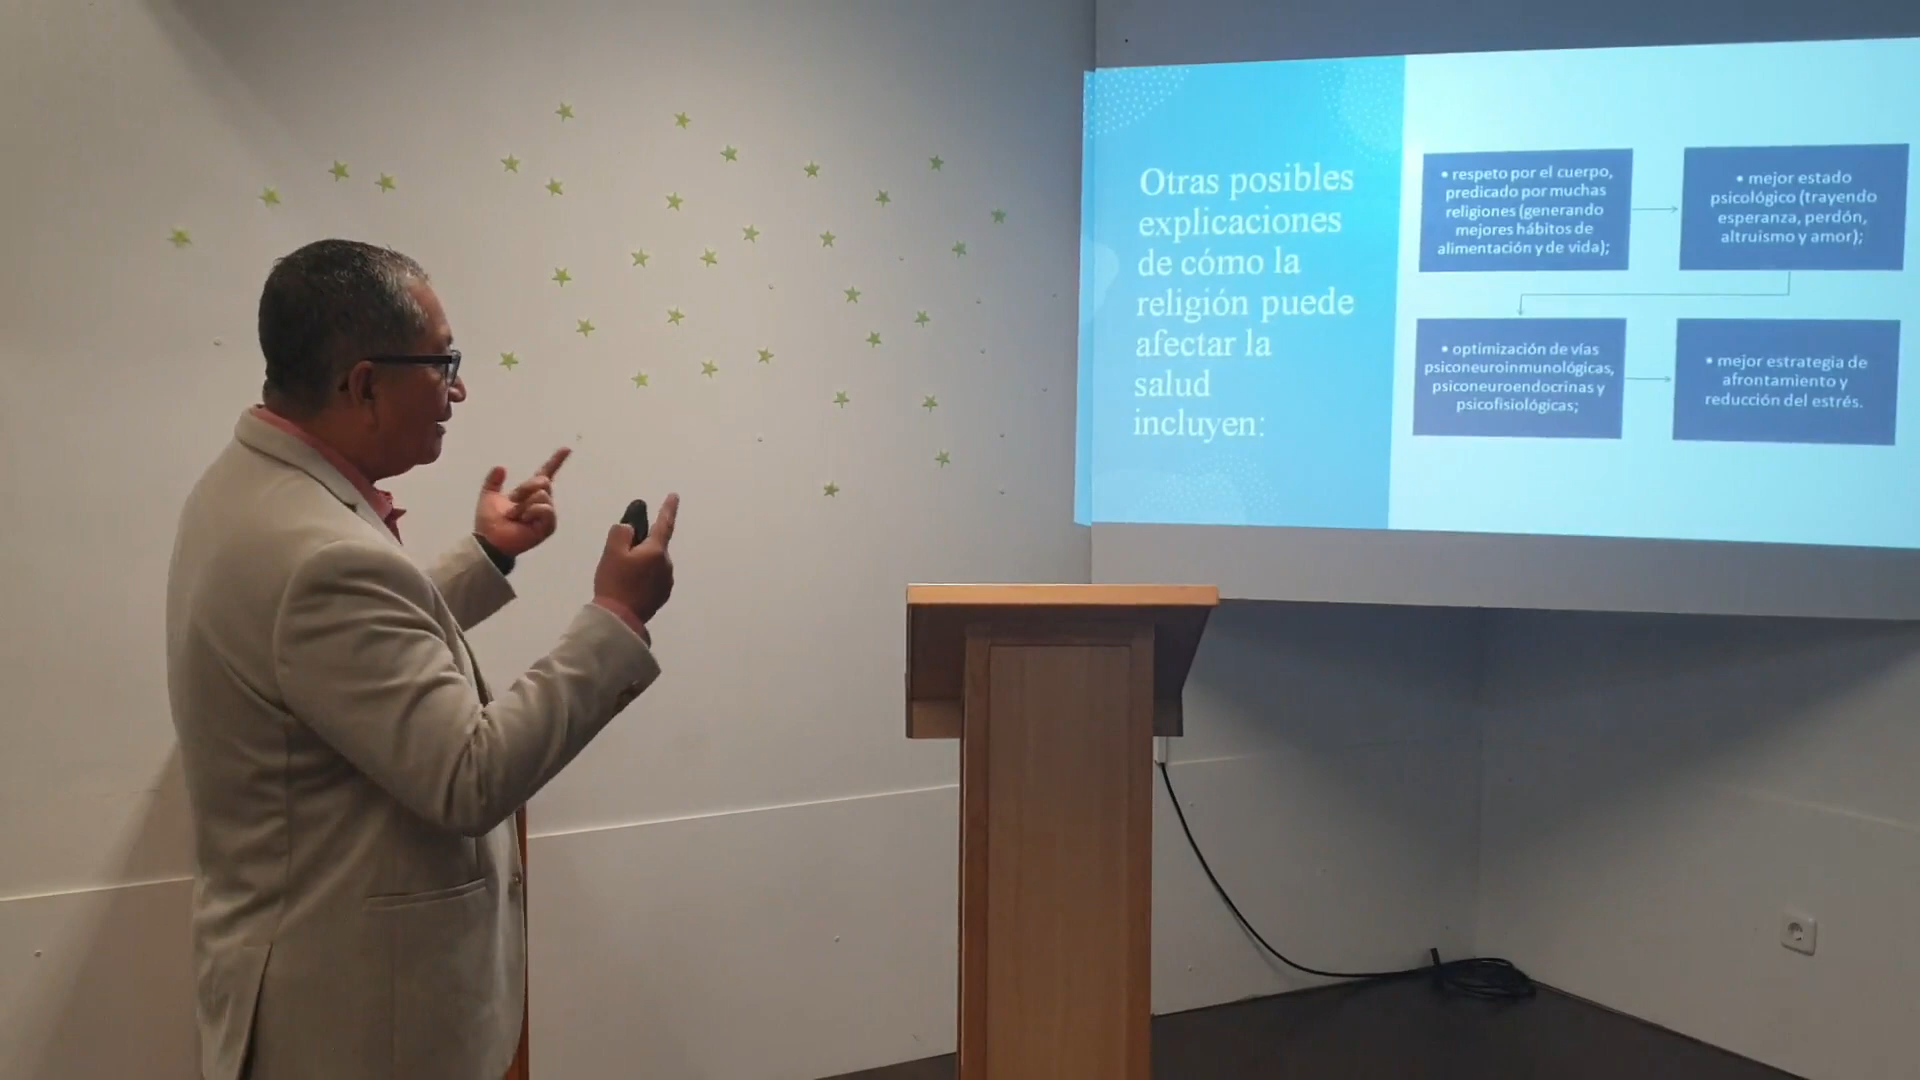 Otras posibles
explicaciones
de cómo la
religión puede
afectar la
salud
incluyen:
• respeto por el cuerpo,
predicado por muchas
religiones (generando
mejores hábitos de
alimentación y de vida);
• mejor estado
psicológico (trayendo
esperanza, perdón,
altruismo y amor);
• optimización de vías
psiconeuroinmunológicas,
psiconeuroendocrinas y
psicofisiológicas;
• mejor estrategia de
afrontamiento y
reducción del estrés.